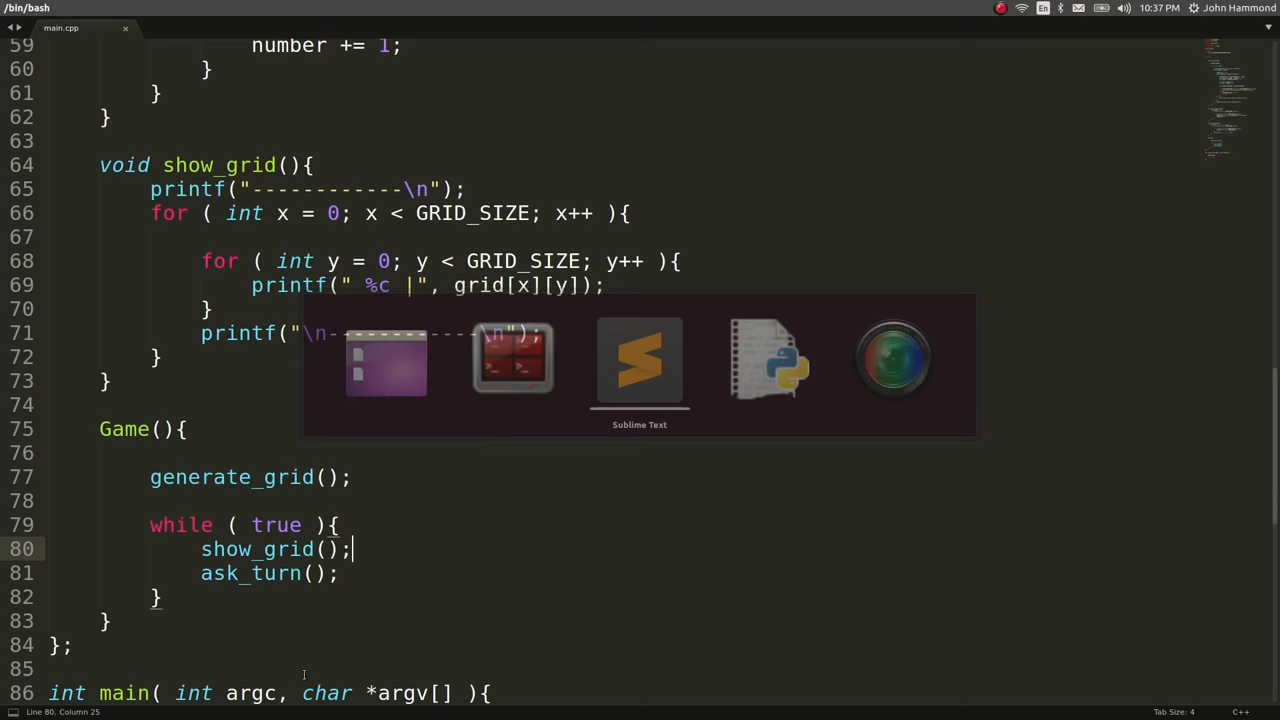 /bin/bash
En
10:37 PM
John Hammond
main.cpp
59 number += 1;
60 }
61 }
62 }
63
64 void show_grid(){
65 printf("------------\n");
66 for ( int x = 0; x < GRID_SIZE; x++ ){
67
68 for ( int y = 0; y < GRID_SIZE; y++ ){
69 printf(" %c |", grid[x][y]);
70 }
71 printf("\n------------\n");
72 }
73 }
74
75 Game(){
76
77 generate_grid();
78
79 while ( true ){
80 show_grid();
81 ask_turn();
82 }
83 }
84 };
85
86 int main( int argc, char *argv[] ){
Sublime Text
Line 80, Column 25
Tab Size: 4
C++